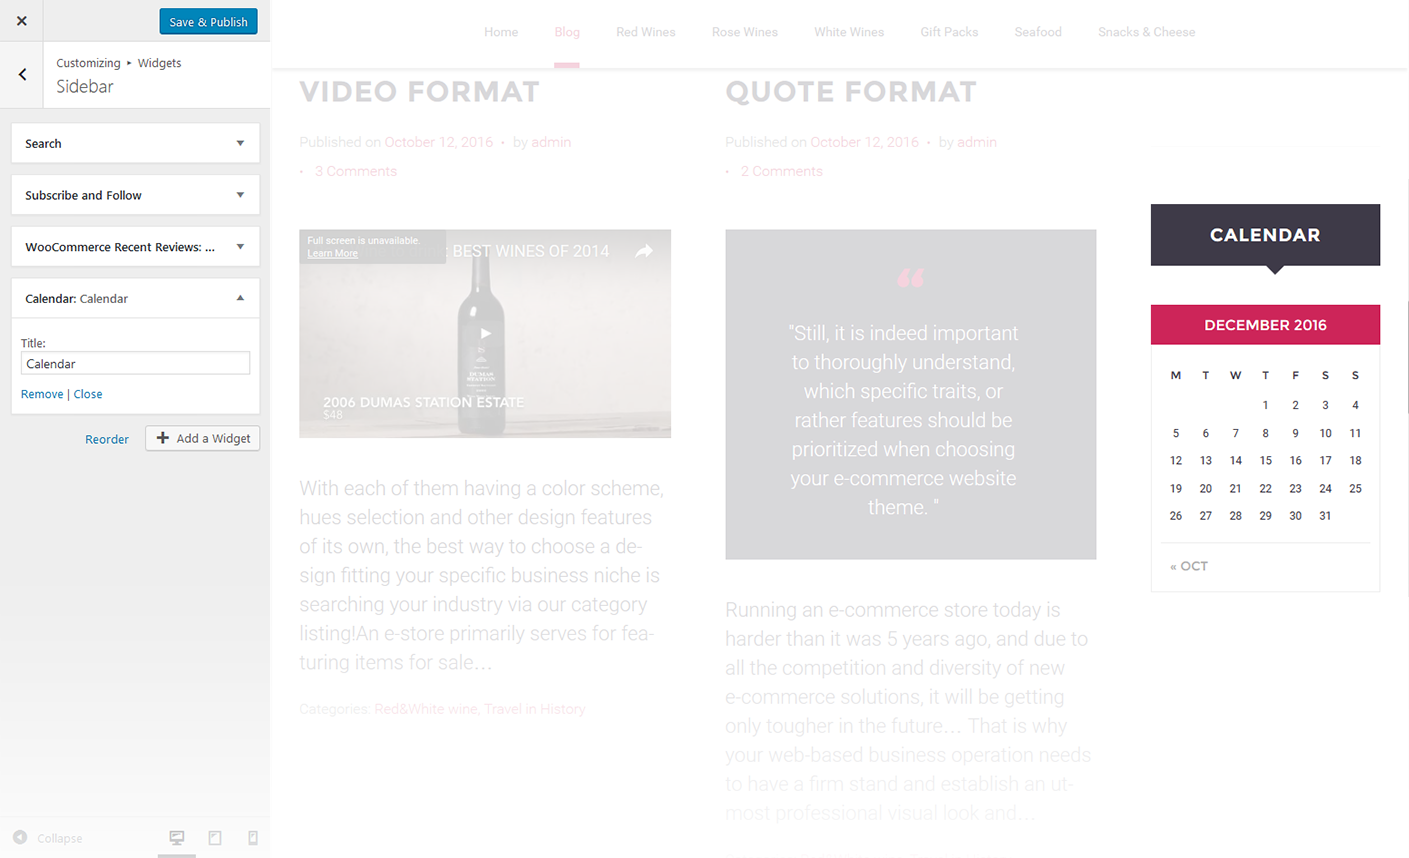 Save & Publish
Customizing ▸ Widgets
Sidebar
Search
Subscribe and Follow
WooCommerce Recent Reviews: ...
Calendar: Calendar
Title:
Calendar
Remove | Close
Reorder
Add a Widget
Collapse
Home Blog Red Wines Rose Wines White Wines Gift Packs Seafood Snacks & Cheese
VIDEO FORMAT
Published on October 12, 2016 • by admin
• 3 Comments
Full screen is unavailable.
Learn More
: BEST WINES OF 2014
DUMAS
STATION
2006 DUMAS STATION ESTATE
$48
With each of them having a color scheme,
hues selection and other design features
of its own, the best way to choose a de-
sign fitting your specific business niche is
searching your industry via our category
listing!An e-store primarily serves for fea-
turing items for sale…
Categories: Red&White wine, Travel in History
QUOTE FORMAT
Published on October 12, 2016 • by admin
• 2 Comments
“
"Still, it is indeed important
to thoroughly understand,
which specific traits, or
rather features should be
prioritized when choosing
your e-commerce website
theme. "
Running an e-commerce store today is
harder than it was 5 years ago, and due to
all the competition and diversity of new
e-commerce solutions, it will be getting
only tougher in the future… That is why
your web-based business operation needs
to have a firm stand and establish an ut-
most professional visual look and…
CALENDAR
DECEMBER 2016
M T W T F S S
1 2 3 4
5 6 7 8 9 10 11
12 13 14 15 16 17 18
19 20 21 22 23 24 25
26 27 28 29 30 31
« OCT